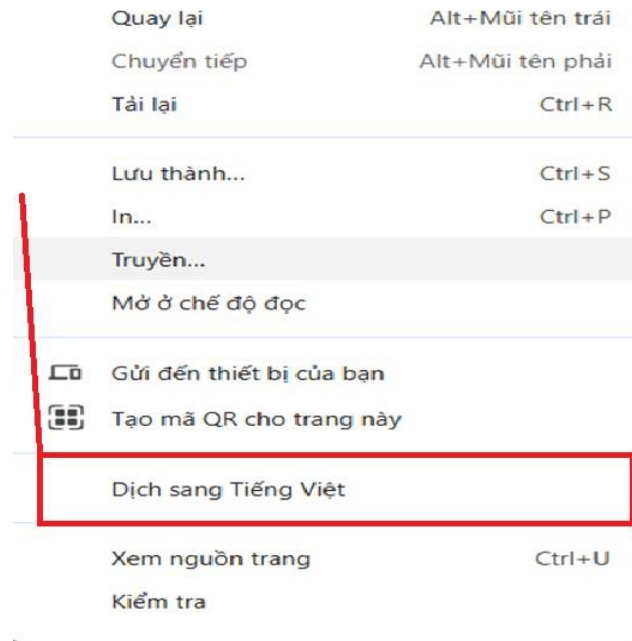 Quay lại Alt+Mũi tên trái
Chuyển tiếp Alt+Mũi tên phải
Tải lại Ctrl+R
Lưu thành... Ctrl+S
In... Ctrl+P
Truyền...
Mở ở chế độ đọc
Gửi đến thiết bị của bạn
Tạo mã QR cho trang này
Dịch sang Tiếng Việt
Xem nguồn trang Ctrl+U
Kiểm tra